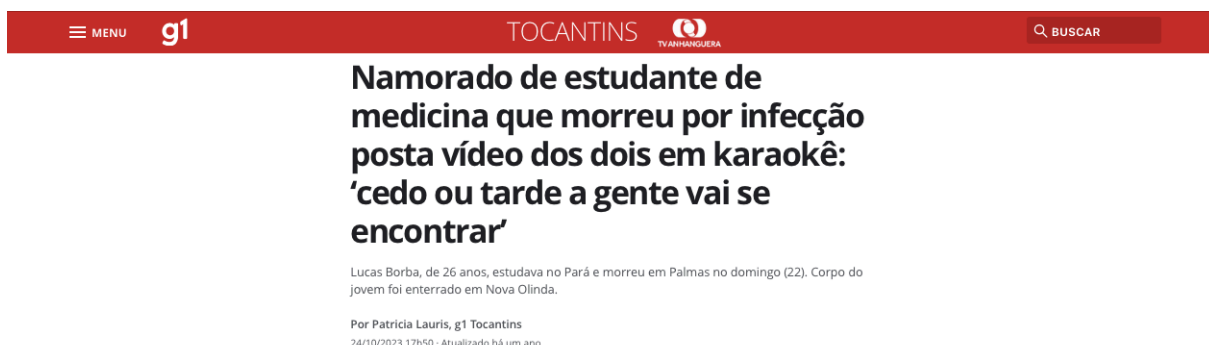 MENU g1 TOCANTINS TV ANHANGUERA BUSCAR
Namorado de estudante de
medicina que morreu por infecção
posta vídeo dos dois em karaokê:
‘cedo ou tarde a gente vai se
encontrar’
Lucas Borba, de 26 anos, estudava no Pará e morreu em Palmas no domingo (22). Corpo do
jovem foi enterrado em Nova Olinda.
Por Patricia Lauris, g1 Tocantins
24/10/2023 17h50 · Atualizado há um ano